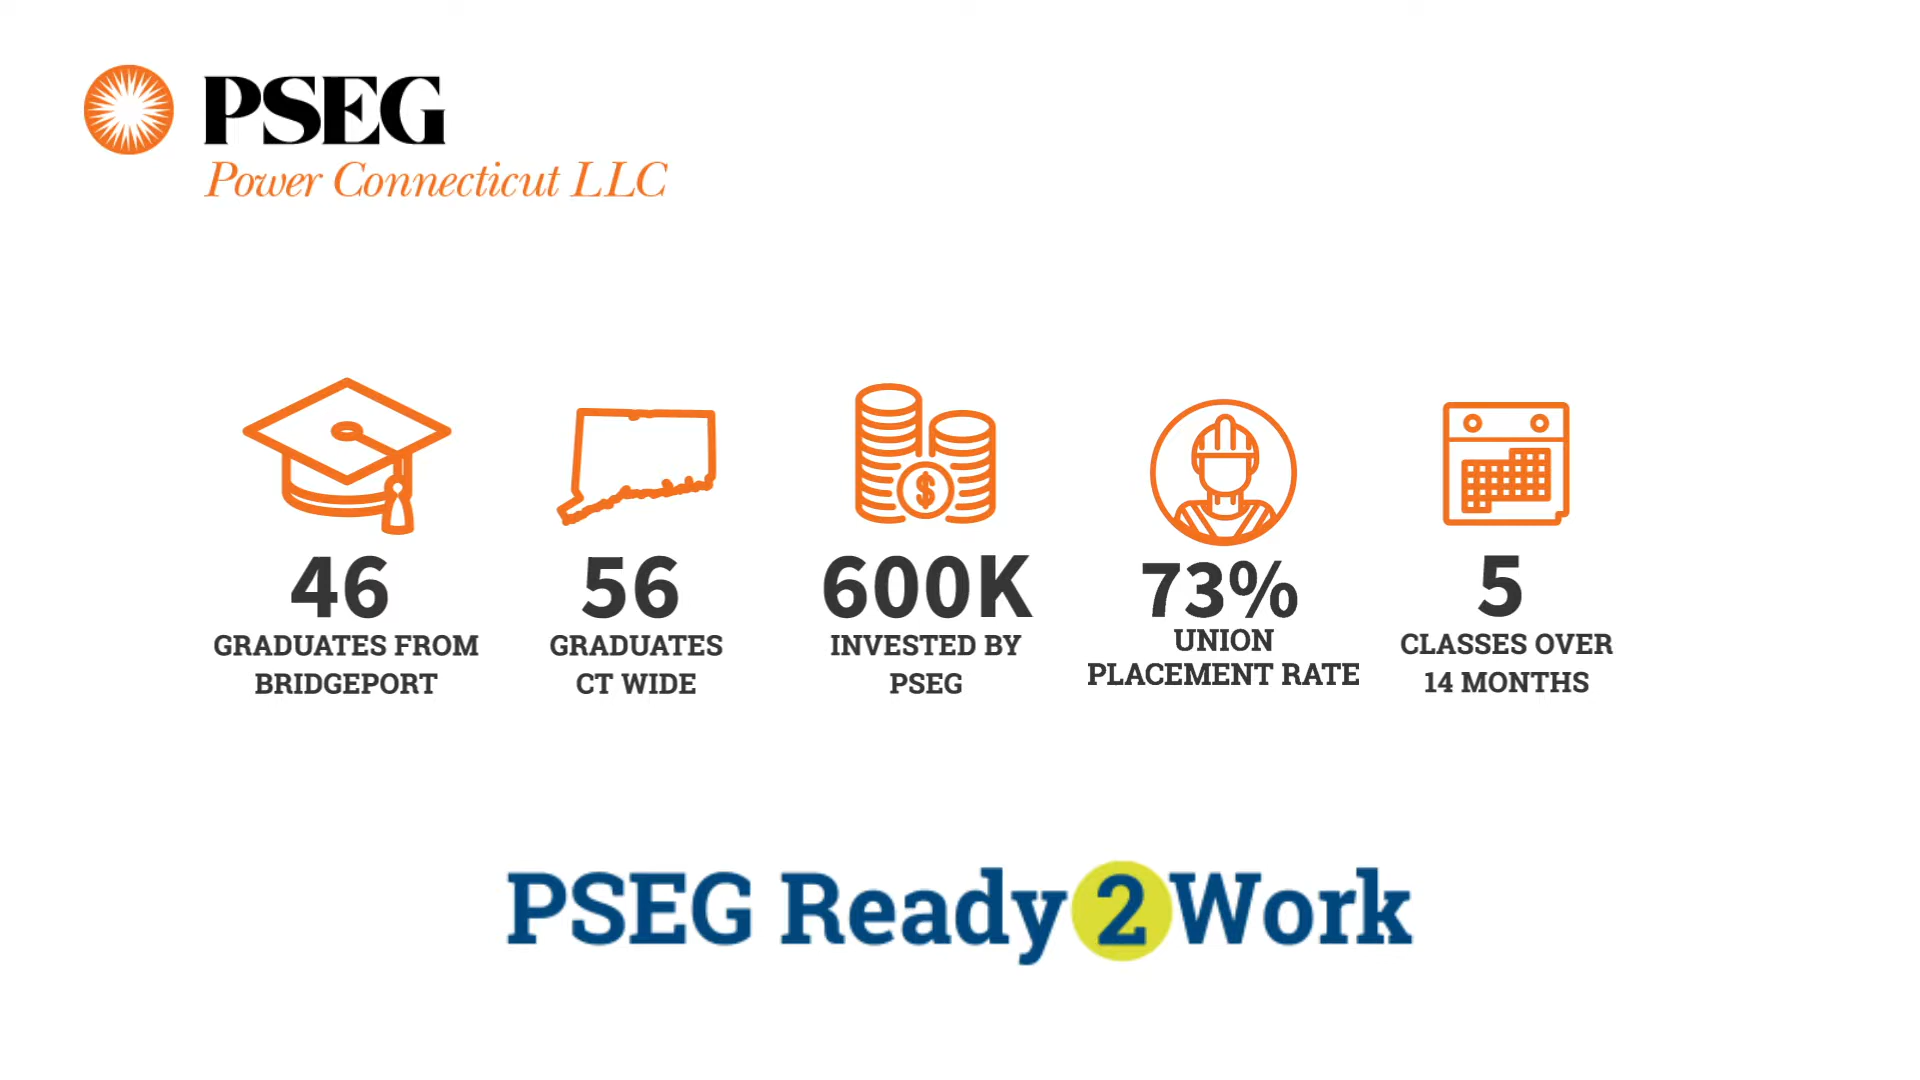 PSEG
Power Connecticut LLC
46
GRADUATES FROM
BRIDGEPORT
56
GRADUATES
CT WIDE
$
600K
INVESTED BY
PSEG
73%
UNION
PLACEMENT RATE
5
CLASSES OVER
14 MONTHS
PSEG Ready2Work